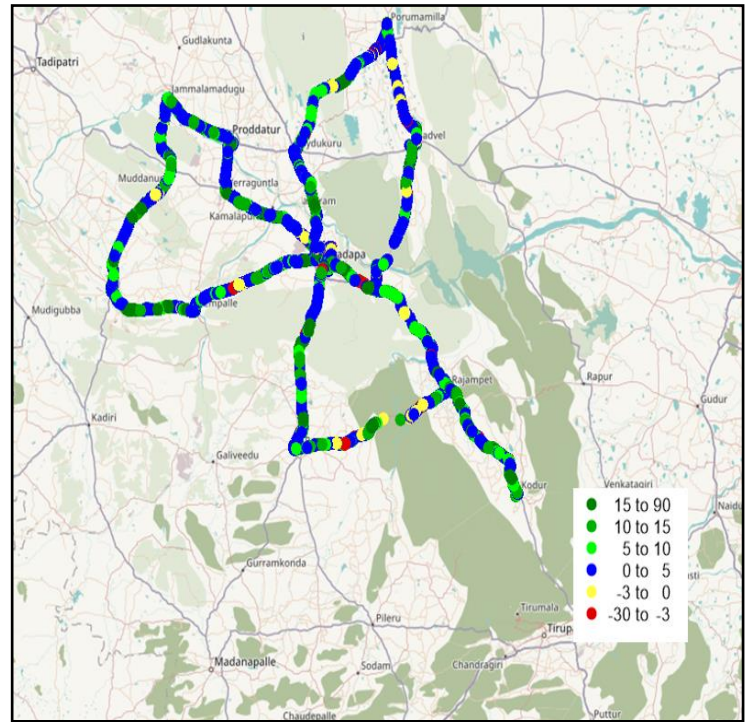 Porumamilla
Gudlakunta
Tadipatri
Jammalamadugu
Proddatur
Muddanur
Kamalapur
Mudigubba
Rapur
Rajampet
Gudur
Kadiri
Galiveedu
Kodur
Venkatagiri
15 to 90
10 to 15
5 to 10
0 to 5
-3 to 0
-30 to -3
Gurramkonda
Tirumala
Pileru
Chandragiri
Madanapalle
Sodam
Chaudepalle
Puttur